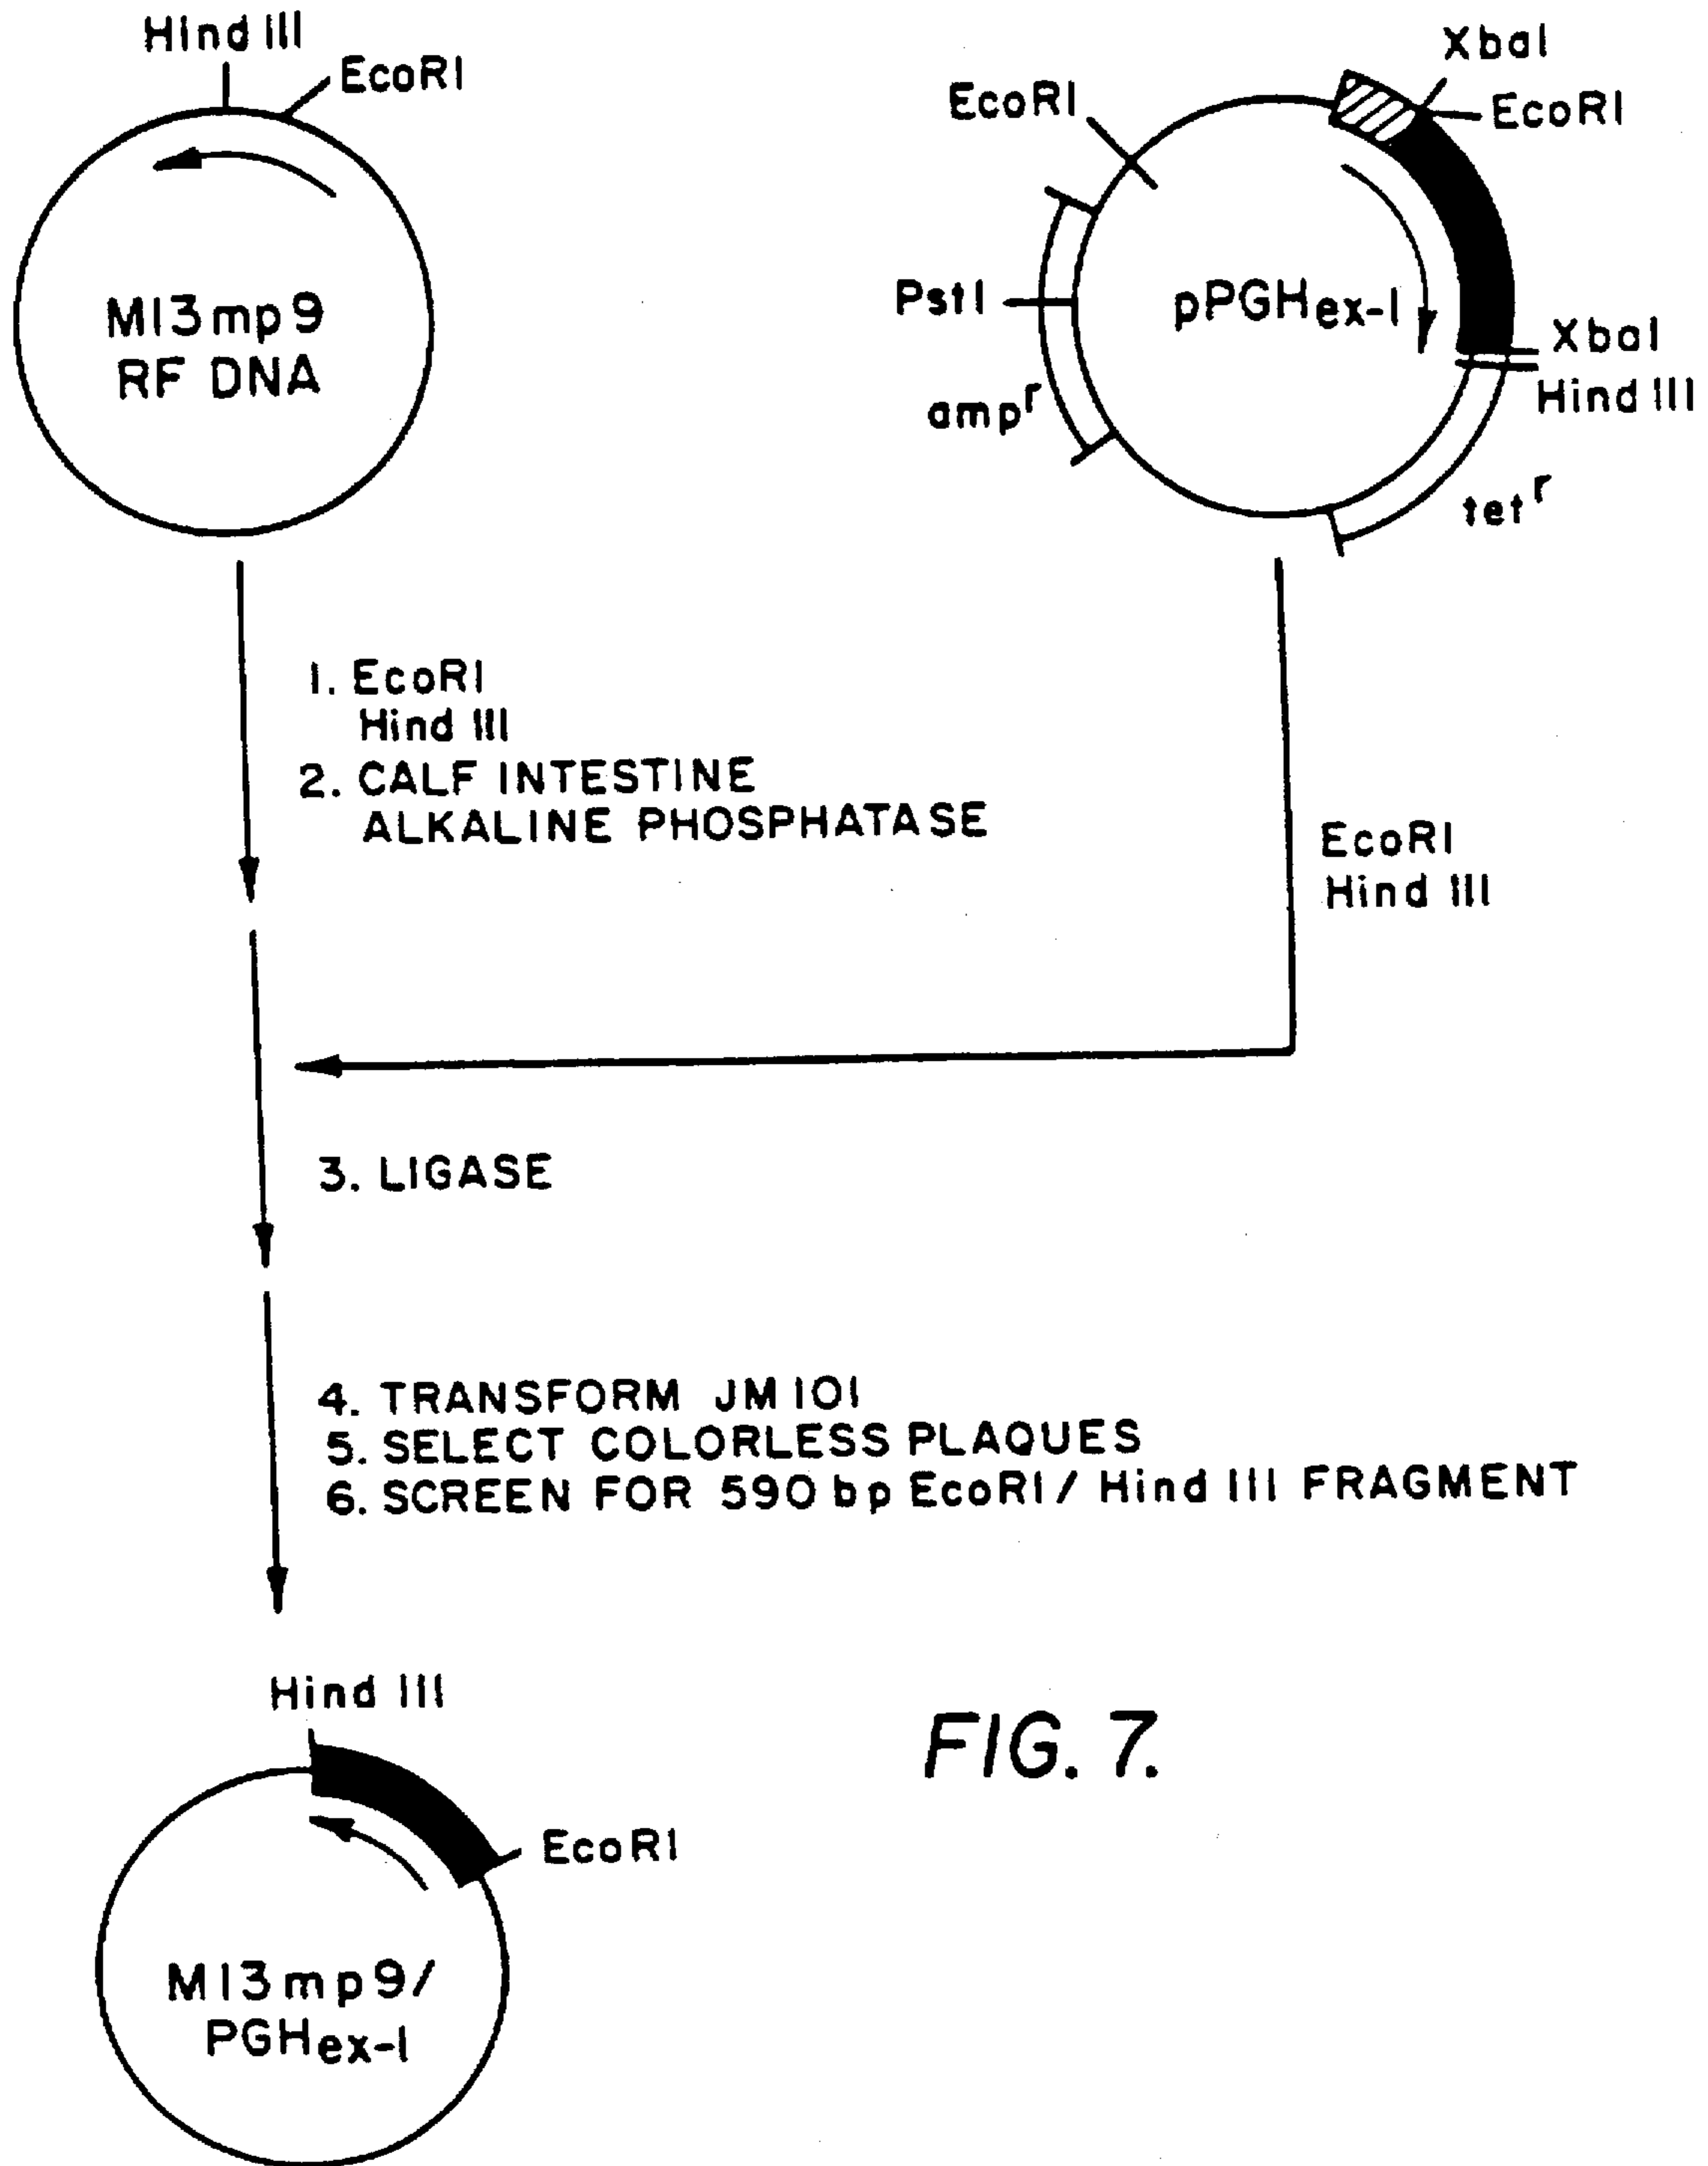 Hind III
EcoRI
M13mp9
RF DNA
XbaI
EcoRI
EcoRI
PstI
pPGHex-1
XbaI
Hind III
ampr
tetr
1. EcoRI
Hind III
2. CALF INTESTINE
ALKALINE PHOSPHATASE
EcoRI
Hind III
3. LIGASE
4. TRANSFORM JM101
5. SELECT COLORLESS PLAQUES
6. SCREEN FOR 590 bp EcoRI/ Hind III FRAGMENT
Hind III
FIG. 7.
EcoRI
M13mp9/
PGHex-1